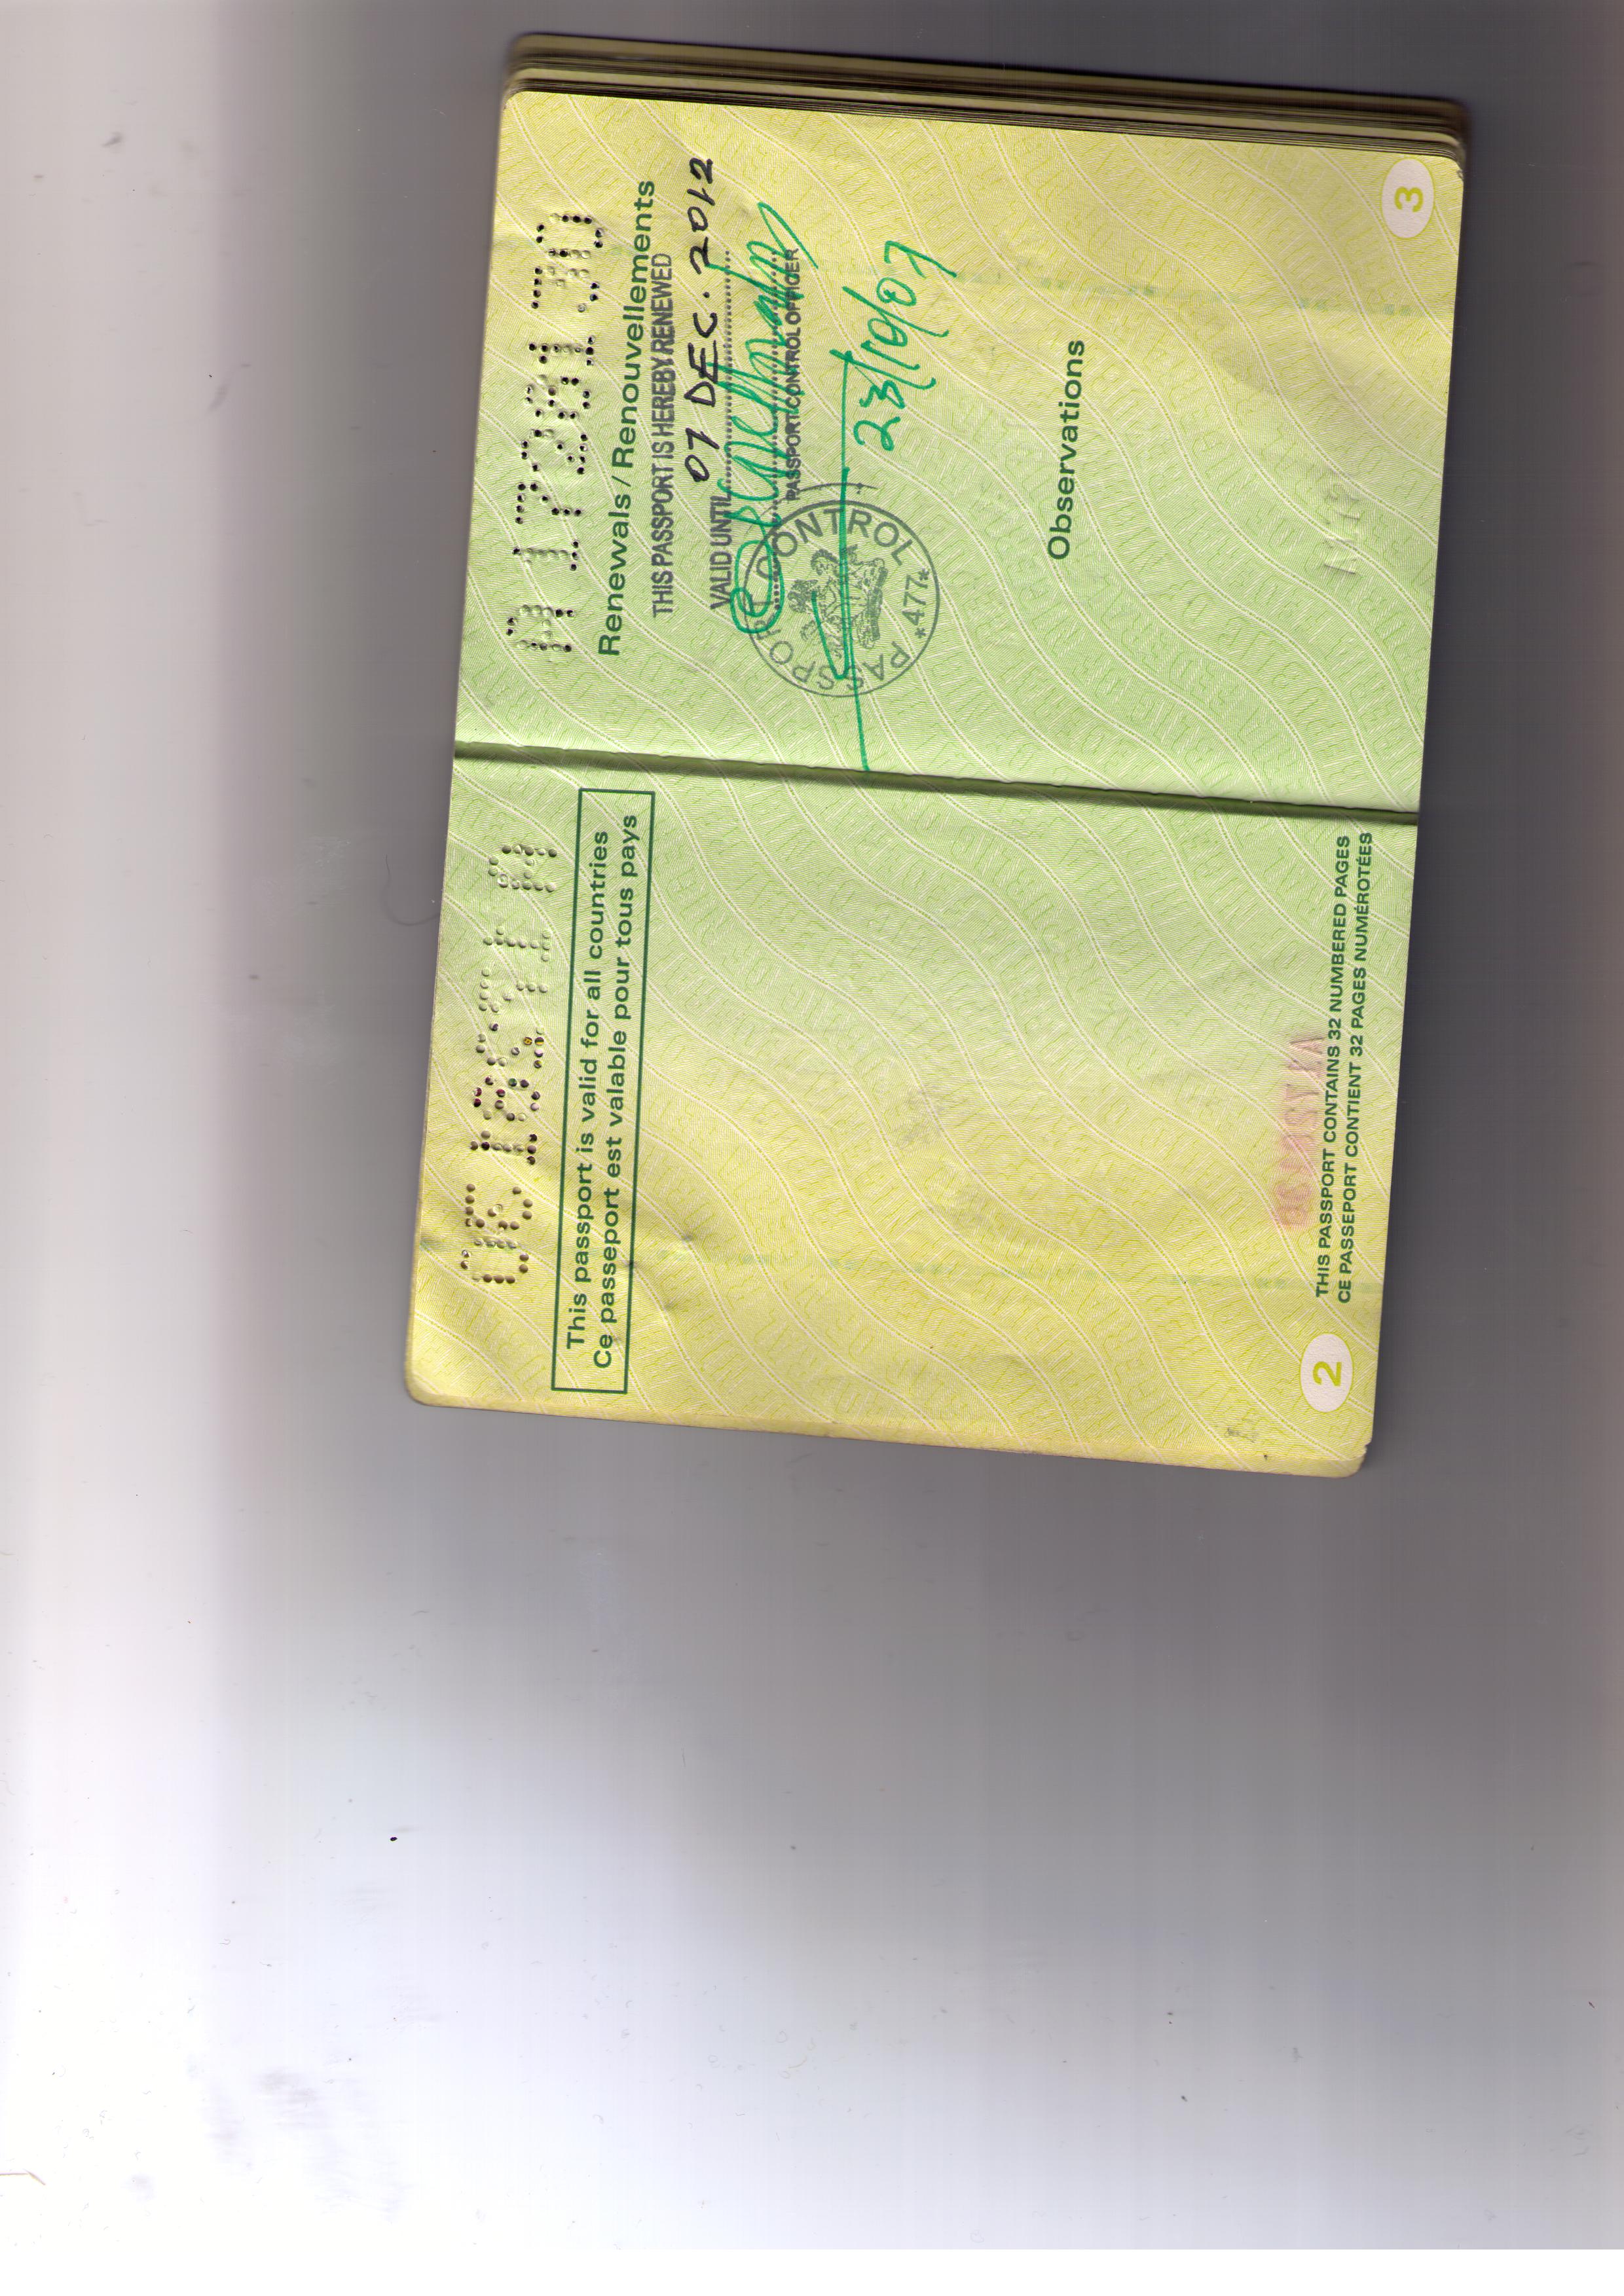 This passport is valid for all countries
Ce passeport est valable pour tous pays
2
THIS PASSPORT CONTAINS 32 NUMBERED PAGES
CE PASSEPORT CONTIENT 32 PAGES NUMÉROTÉES
A 1728130
Renewals / Renouvellements
THIS PASSPORT IS HEREBY RENEWED
07 DEC. 2012
VALID UNTIL
PASSPORT CONTROL OFFICER
PASSPORT CONTROL
*477*
23/10/07
Observations
3